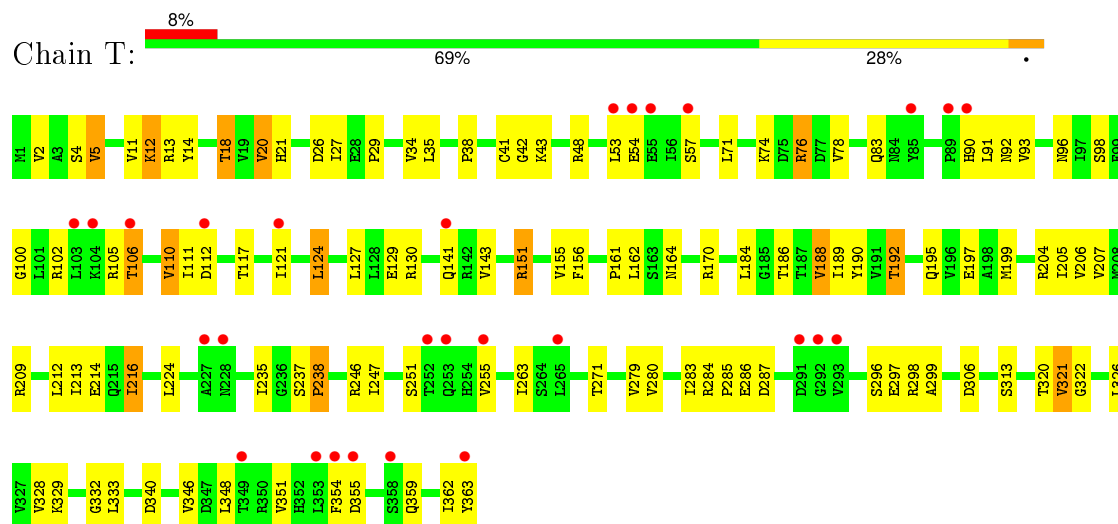 8%
Chain T:
69% 28% •
M1 V2 A3 S4 V5 V11 K12 R13 Y14 T18 V19 V20 H21 D26 I27 E28 P29 V34 L35 P38 C41 G42 K43 R48 L53 E54 E55 I56 S57 L71 K74 D75 R76 D77 V78 Q83 N84 Y85 P89 H90 L91 N92 V93 N96 I97 S98 E99
G100 L101 R102 L103 K104 R105 T106 V110 I111 D112 T117 I121 L124 L127 L128 E129 R130 Q141 R142 V143 R151 V155 F156 P161 L162 S163 N164 R170 L184 G185 T186 T187 V188 I189 Y190 V191 T192 Q195 V196 E197 A198 M199 R204 I205 V206 V207 M208
R209 L212 I213 E214 Q215 I216 L224 A227 N228 I235 G236 S237 P238 R246 I247 S251 T252 Q253 H254 V255 I263 S264 L265 T271 V279 V280 I283 R284 P285 E286 D287 D291 G292 V293 S296 E297 R298 A299 D306 S313 T320 V321 G322 L326
V327 V328 K329 G332 L333 D340 V346 D347 L348 T349 R350 V351 H352 L353 F354 D355 S358 Q359 I362 Y363